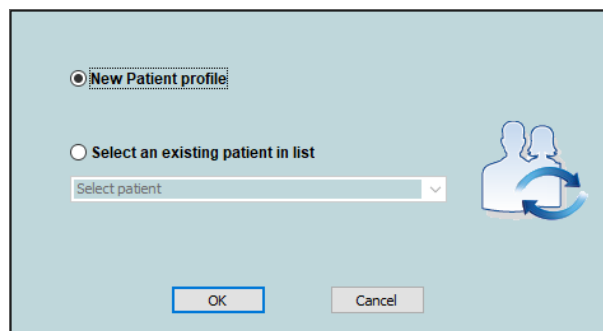 New Patient profile
Select an existing patient in list
Select patient
OK
Cancel